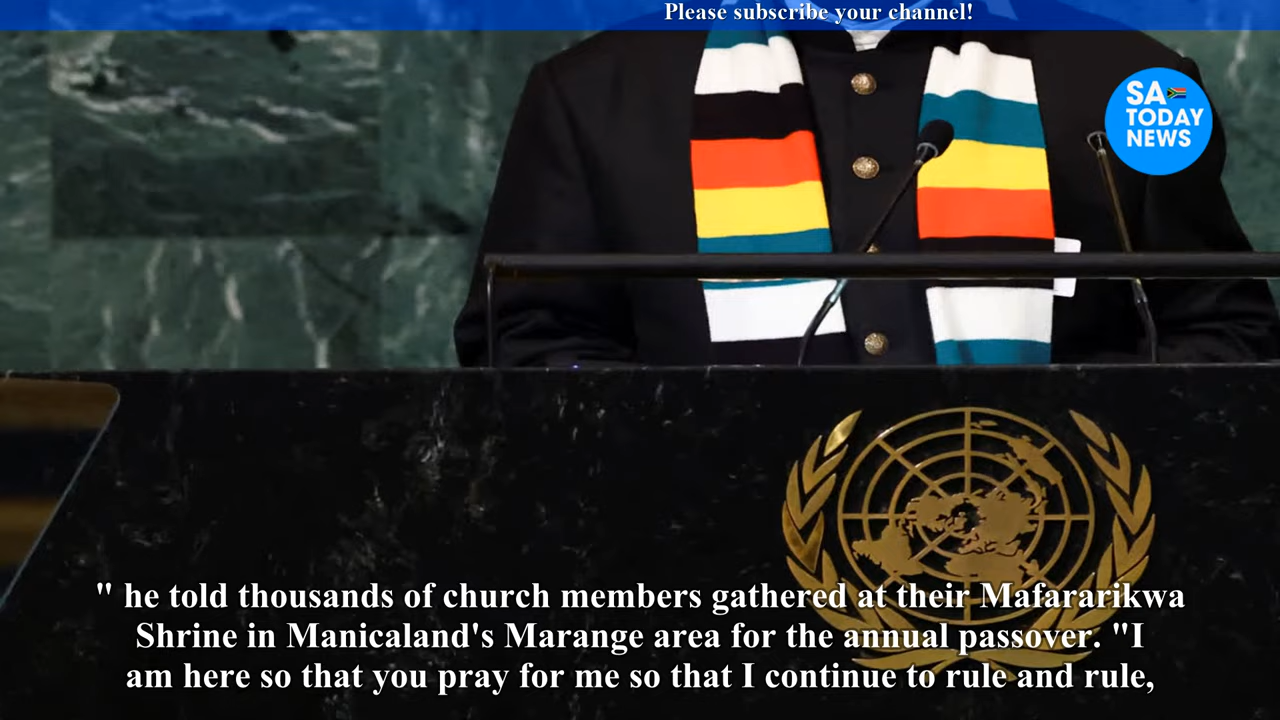 Please subscribe your channel!
SA
TODAY
NEWS
" he told thousands of church members gathered at their Mafararikwa
Shrine in Manicaland's Marange area for the annual passover. "I
am here so that you pray for me so that I continue to rule and rule,